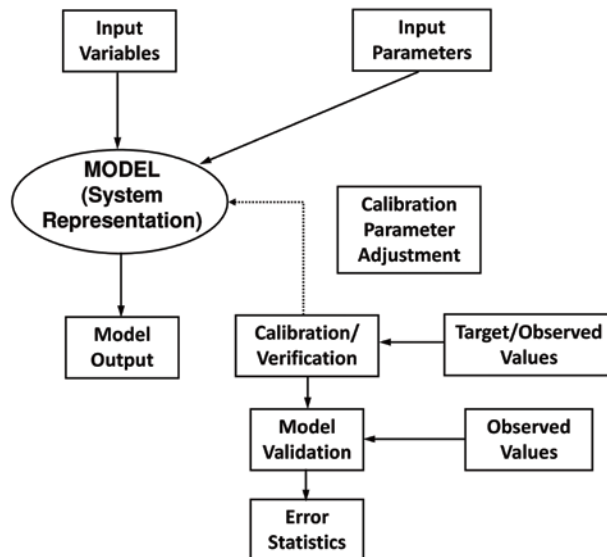 Input
Variables
Input
Parameters
MODEL
(System
Representation)
Calibration
Parameter
Adjustment
Model
Output
Calibration/
Verification
Target/Observed
Values
Model
Validation
Observed
Values
Error
Statistics